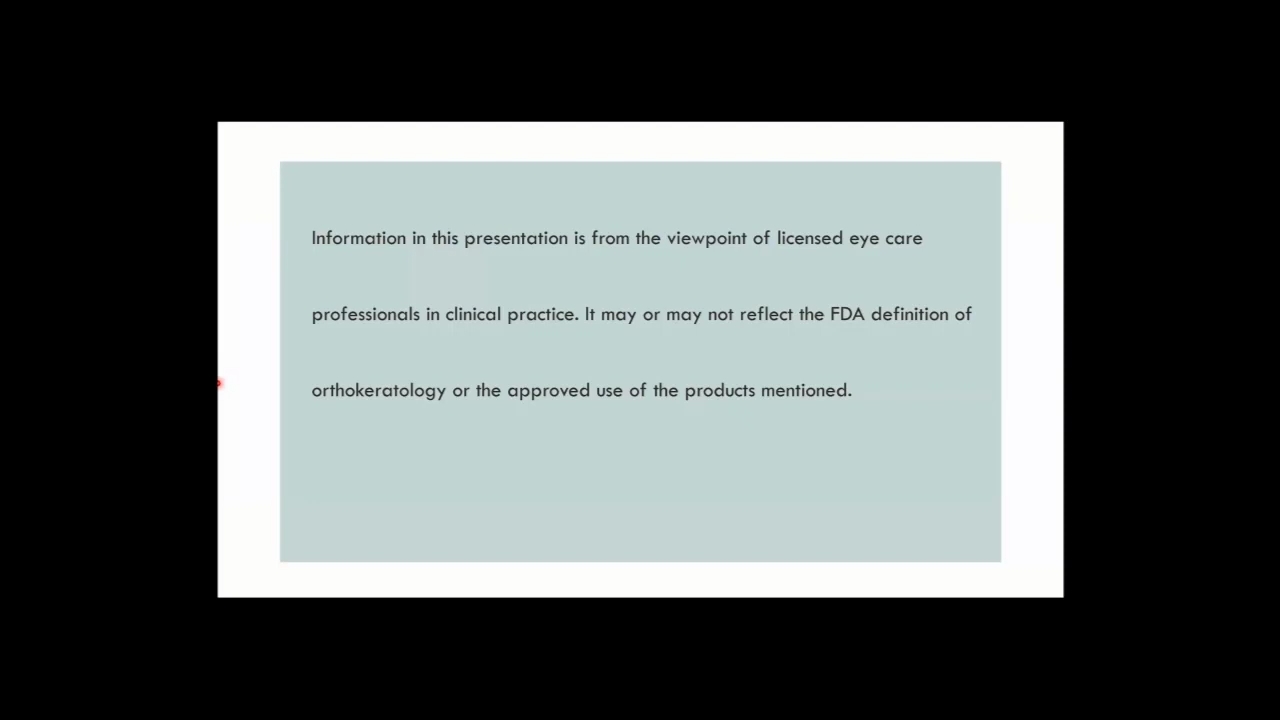 Information in this presentation is from the viewpoint of licensed eye care
professionals in clinical practice. It may or may not reflect the FDA definition of
orthokeratology or the approved use of the products mentioned.